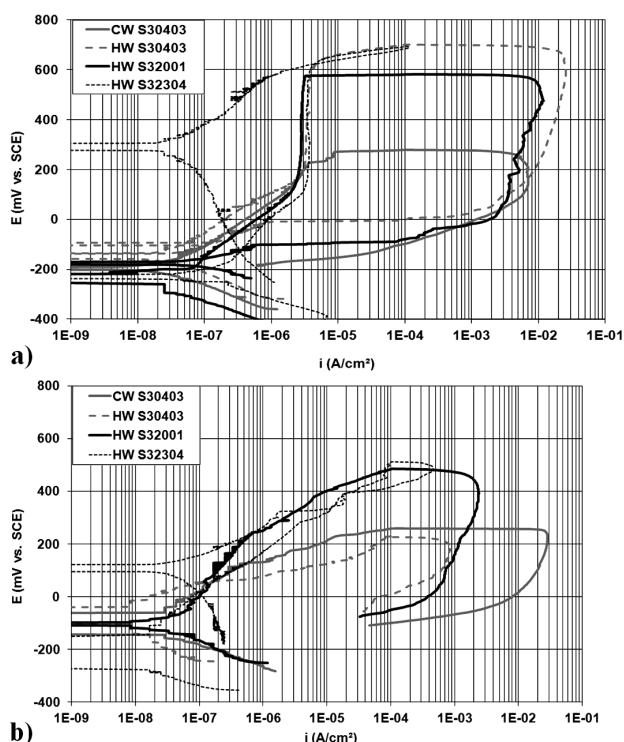 CW S30403
HW S30403
HW S32001
HW S32304
E (mV vs. SCE)
800
600
400
200
0
-200
-400
1E-09 1E-08 1E-07 1E-06 1E-05 1E-04 1E-03 1E-02 1E-01
i (A/cm²)
a)
CW S30403
HW S30403
HW S32001
HW S32304
E (mV vs. SCE)
800
600
400
200
0
-200
-400
1E-09 1E-08 1E-07 1E-06 1E-05 1E-04 1E-03 1E-02 1E-01
i (A/cm²)
b)